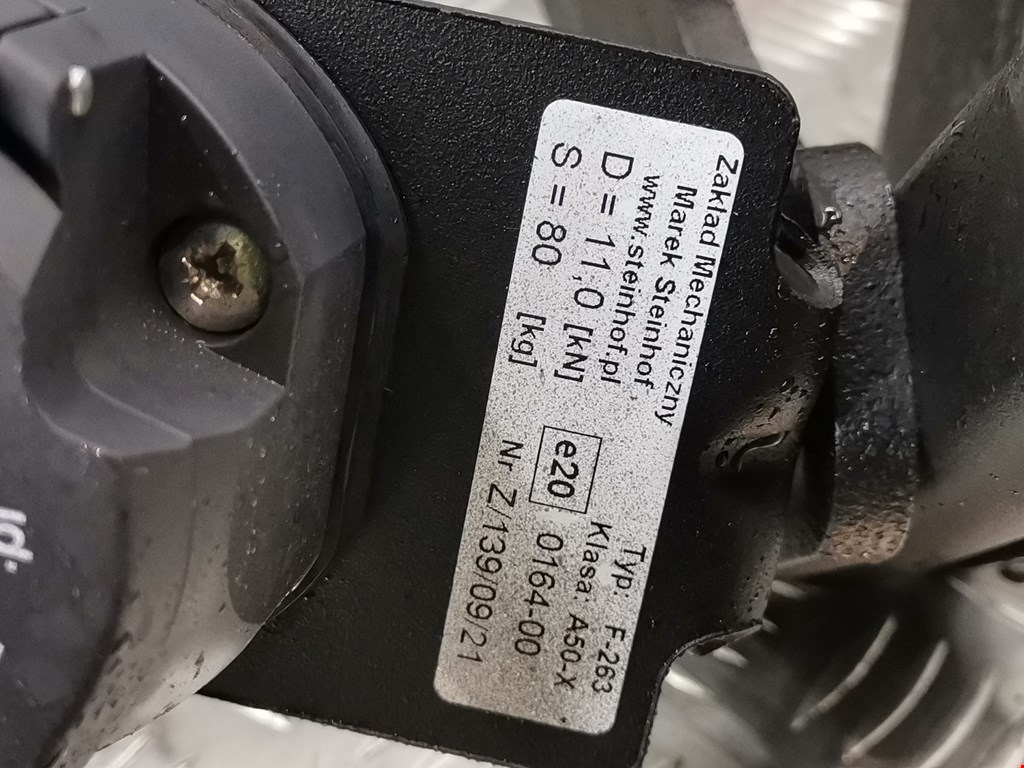 Zakład Mechaniczny
Marek Steinhof
www.steinhof.pl
D = 11,0 [kN]
S = 80 [kg]
Typ: F-263
Klasa: A50-X
e20 0164-00
Nr Z/139/09/21